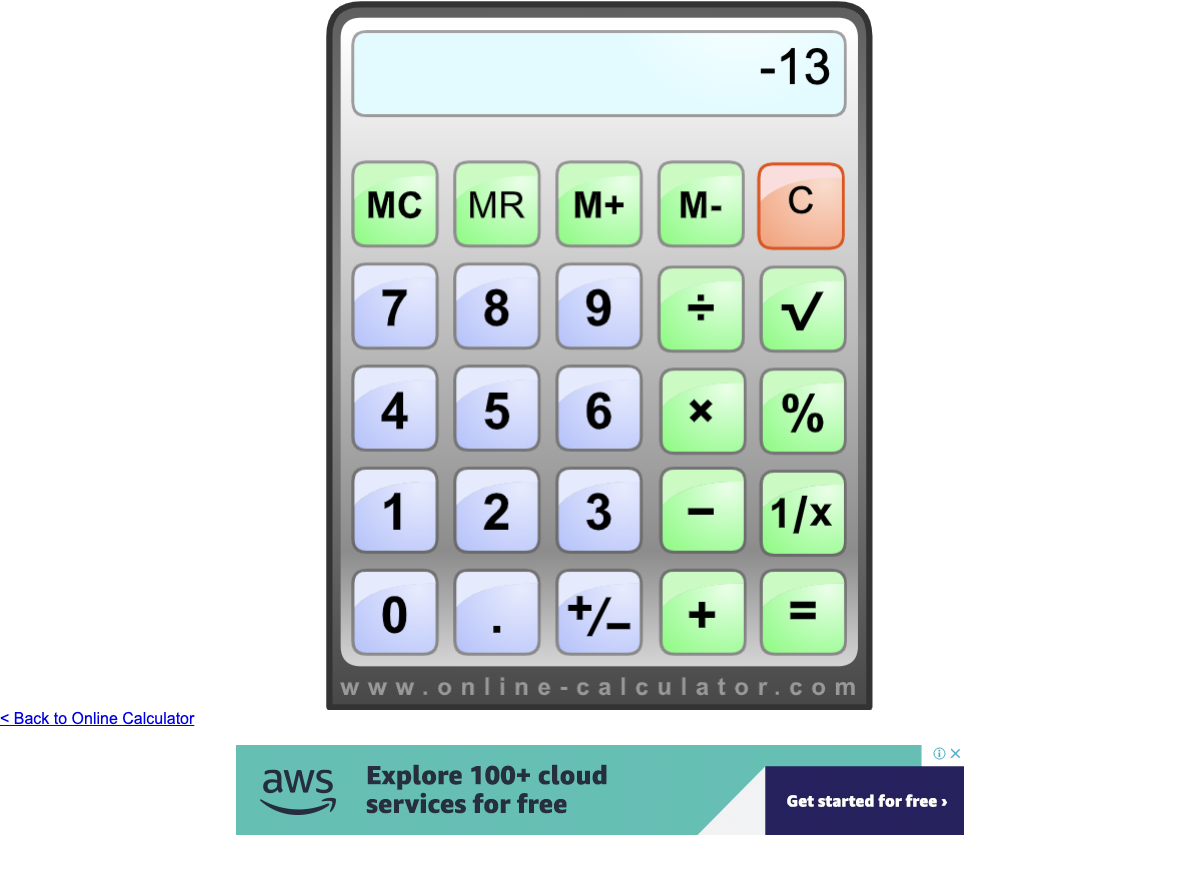 -13
MC MR M+ M- C
7 8 9 ÷ √
4 5 6 × %
1 2 3 − 1/x
0 . +/− + =
www.online-calculator.com
< Back to Online Calculator
aws
Explore 100+ cloud
services for free
Get started for free ›